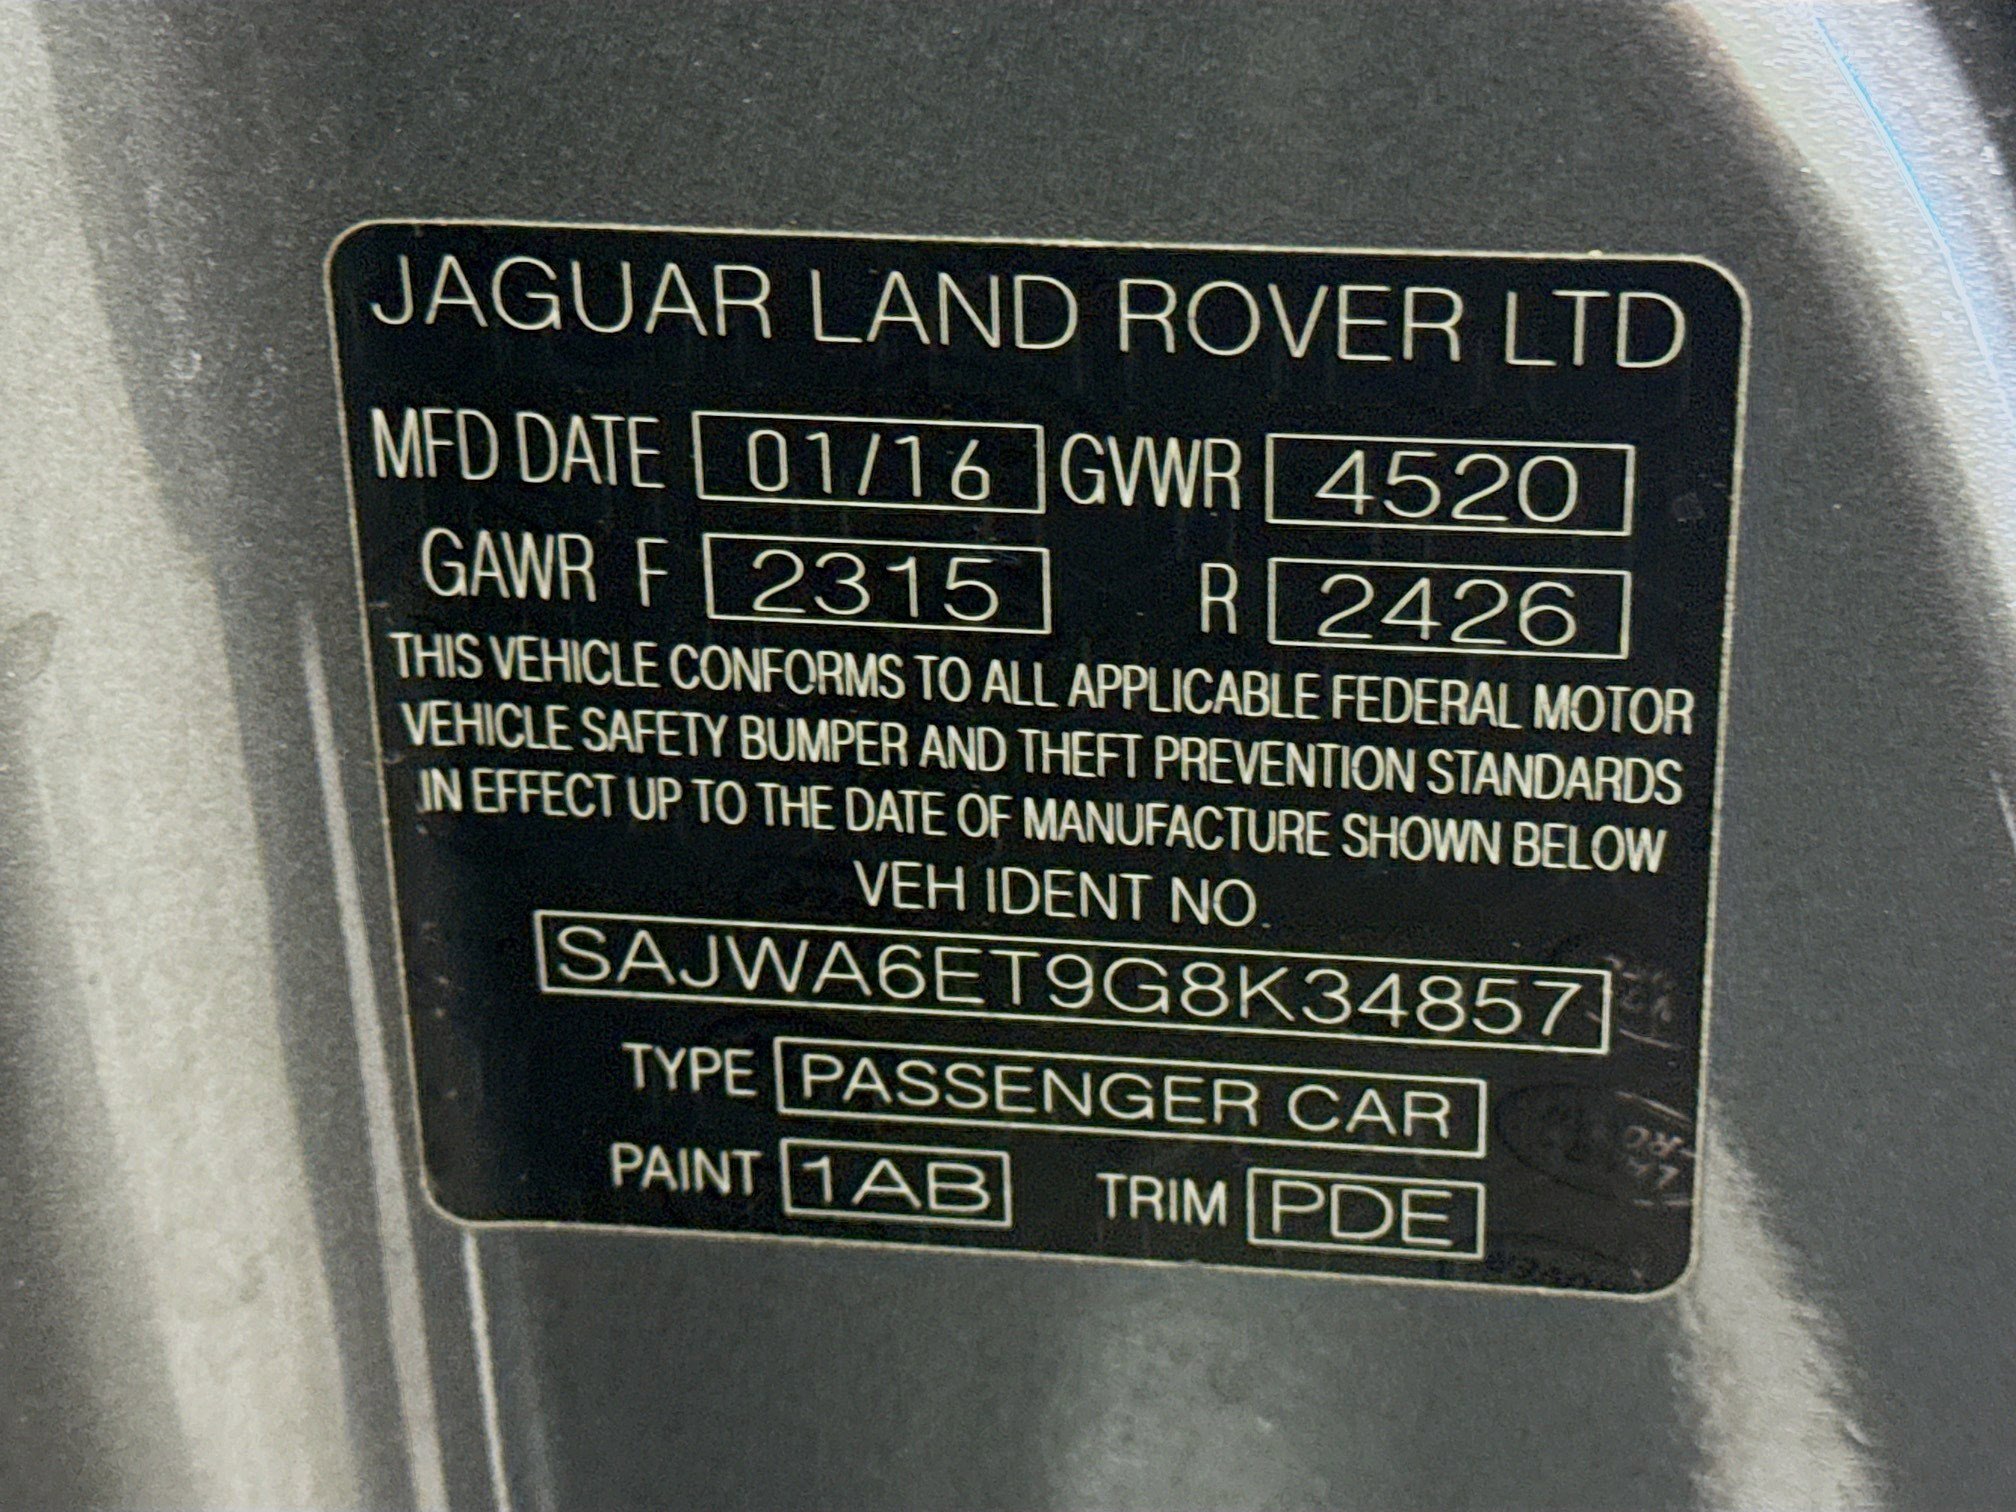 JAGUAR LAND ROVER LTD
MFD DATE 01/16 GVWR 4520
GAWR F 2315 R 2426
THIS VEHICLE CONFORMS TO ALL APPLICABLE FEDERAL MOTOR
VEHICLE SAFETY BUMPER AND THEFT PREVENTION STANDARDS
IN EFFECT UP TO THE DATE OF MANUFACTURE SHOWN BELOW
VEH IDENT NO.
SAJWA6ET9G8K34857
TYPE PASSENGER CAR
PAINT 1AB TRIM PDE